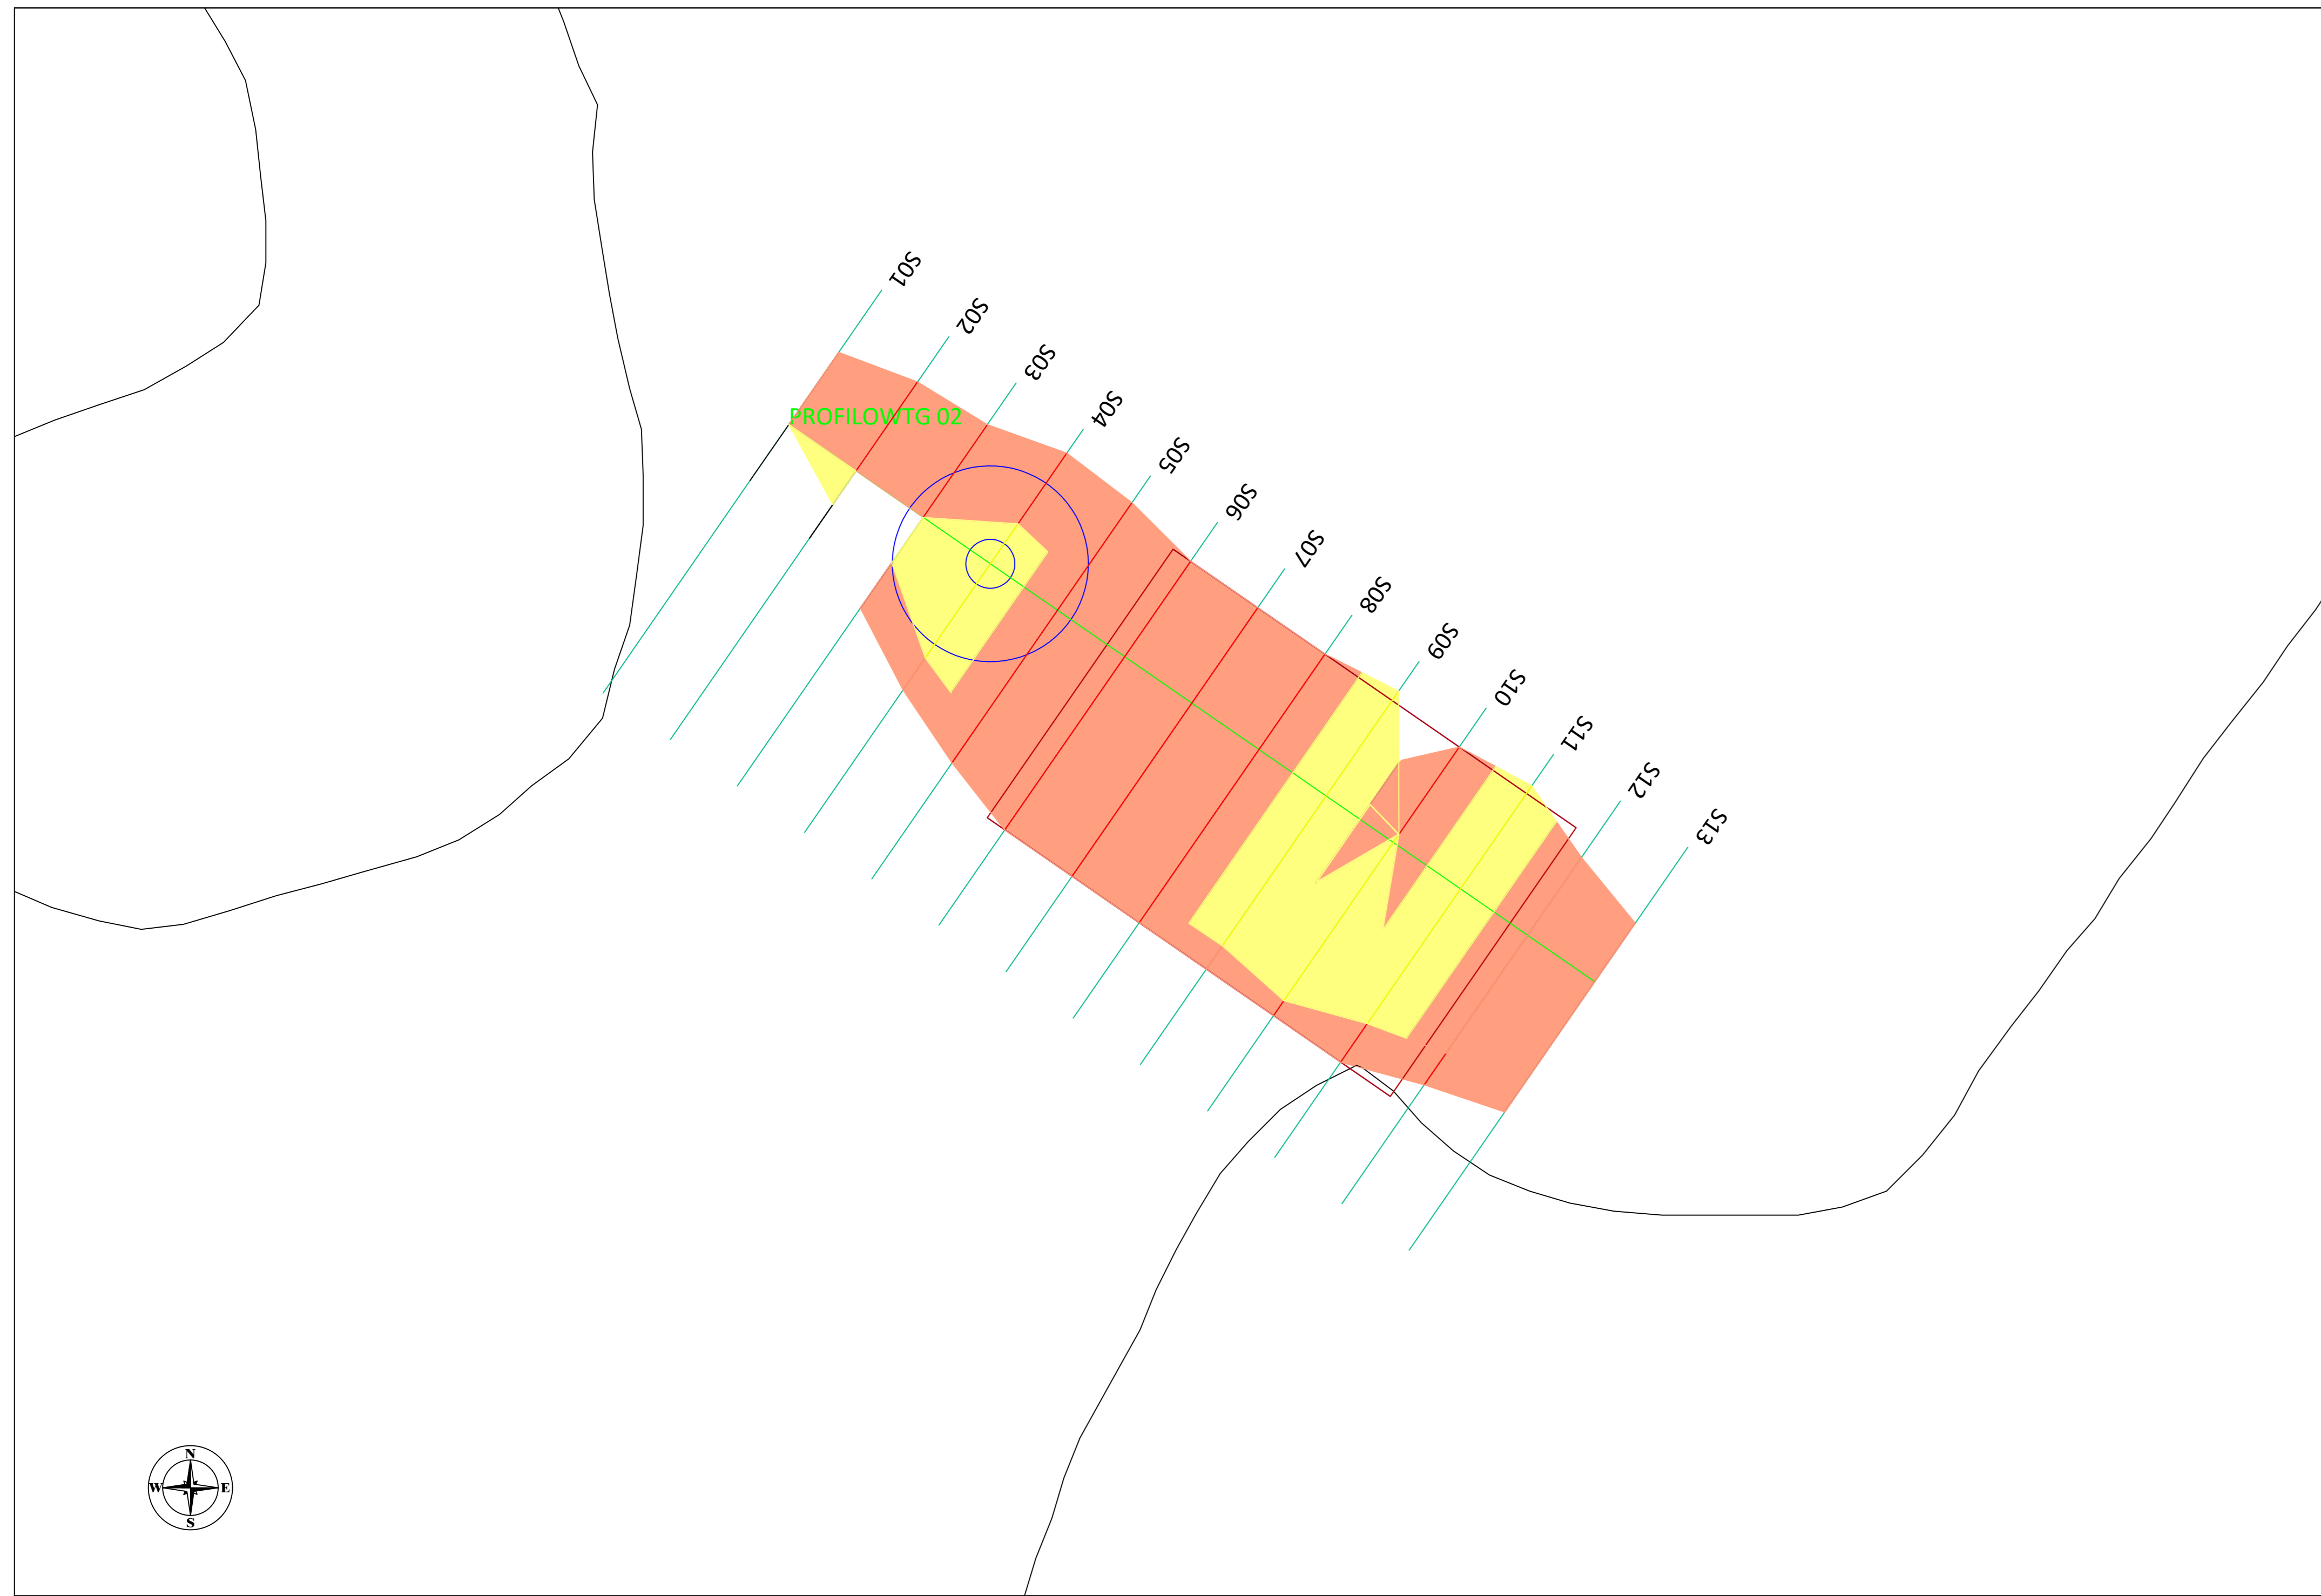 S01
S02
S03
S04
S05
S06
S07
S08
S09
S10
S11
S12
S13
PROFILOWTG 02
N
W E
S